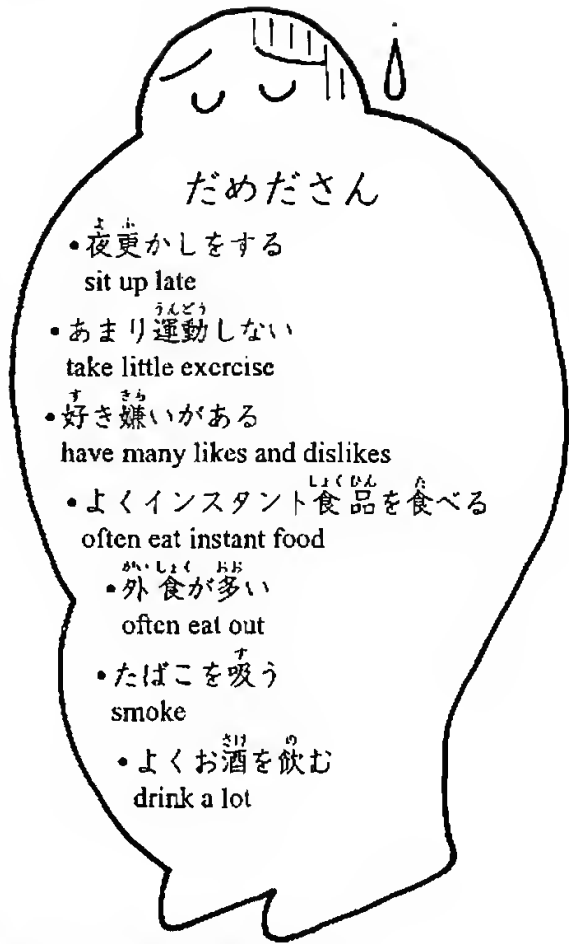 だめださん
•夜更かしをする
sit up late
•あまり運動しない
take little exercise
•好き嫌いがある
have many likes and dislikes
•よくインスタント食品を食べる
often eat instant food
•外食が多い
often eat out
•たばこを吸う
smoke
•よくお酒を飲む
drink a lot